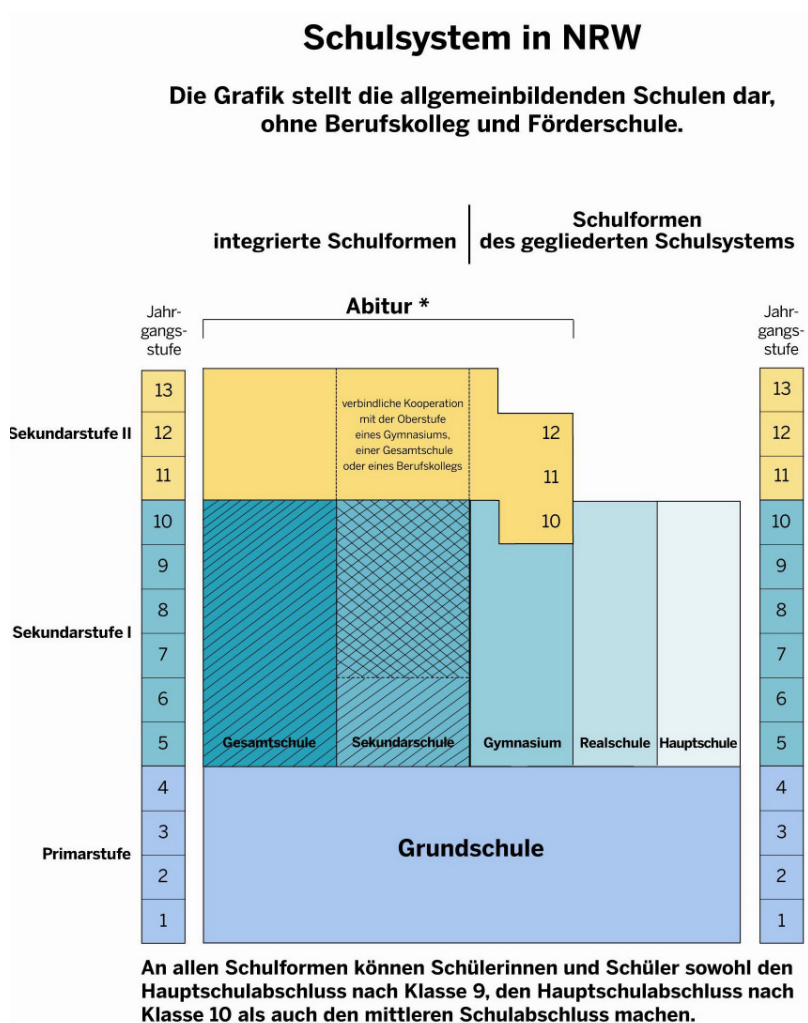 Schulsystem in NRW
Die Grafik stellt die allgemeinbildenden Schulen dar,
ohne Berufskolleg und Förderschule.
integrierte Schulformen
Schulformen
des gegliederten Schulsystems
Abitur *
Jahr-
gangs-
stufe
Jahr-
gangs-
stufe
13
12
11
10
9
8
7
6
5
4
3
2
1
Sekundarstufe II
Sekundarstufe I
Primarstufe
verbindliche Kooperation
mit der Oberstufe
eines Gymnasiums,
einer Gesamtschule
oder eines Berufskollegs
12
11
10
Gesamtschule
Sekundarschule
Gymnasium
Realschule
Hauptschule
Grundschule
13
12
11
10
9
8
7
6
5
4
3
2
1
An allen Schulformen können Schülerinnen und Schüler sowohl den
Hauptschulabschluss nach Klasse 9, den Hauptschulabschluss nach
Klasse 10 als auch den mittleren Schulabschluss machen.